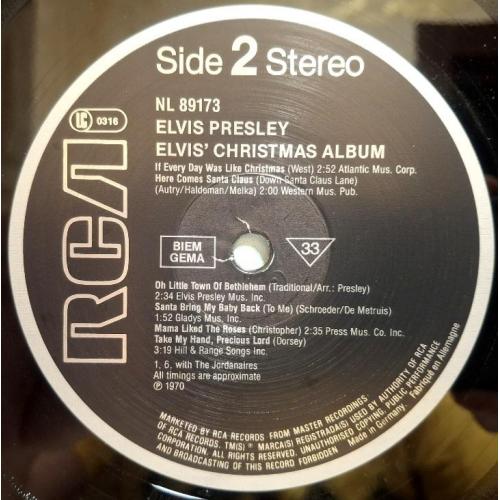 Side 2 Stereo
NL 89173
LC 0316
ELVIS PRESLEY
ELVIS' CHRISTMAS ALBUM
If Every Day Was Like Christmas (West) 2:52 Atlantic Mus. Corp.
Here Comes Santa Claus (Down Santa Claus Lane)
(Autry/Haldeman/Melka) 2:00 Western Mus. Pub.
RCA
BIEM
GEMA
33
Oh Little Town Of Bethlehem (Traditional/Arr.: Presley)
2:34 Elvis Presley Mus. Inc.
Santa Bring My Baby Back (To Me) (Schroeder/De Metruis)
1:52 Gladys Mus. Inc.
Mama Liked The Roses (Christopher) 2:35 Press Mus. Co. Inc.
Take My Hand, Precious Lord (Dorsey)
3:19 Hill & Range Songs Inc.
1, 6, with The Jordanaires
All timings are approximate
℗ 1970
MARKETED BY RCA RECORDS FROM MASTER RECORDINGS
OF RCA RECORDS. TM(S) ® MARCA(S) REGISTRADA(S) USED BY AUTHORITY OF RCA
CORPORATION. ALL RIGHTS RESERVED. UNAUTHORISED COPYING, PUBLIC PERFORMANCE
AND BROADCASTING OF THIS RECORD FORBIDDEN
Made in Germany. Fabriqué en Allemagne